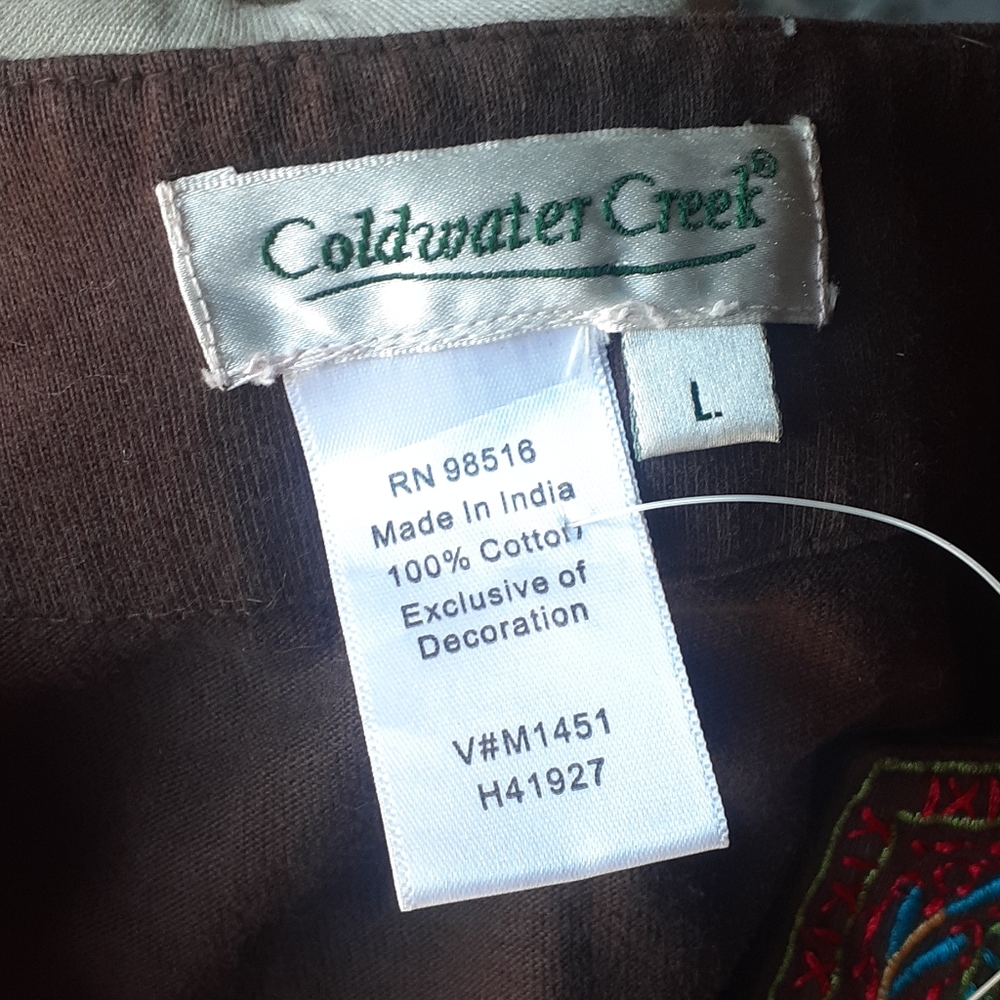 Coldwater Creek®
L.
RN 98516
Made In India
100% Cotton
Exclusive of
Decoration
V#M1451
H41927